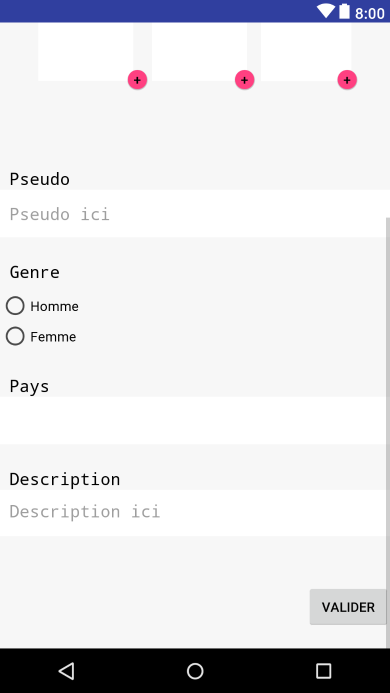 8:00
+ + +
Pseudo
Pseudo ici
Genre
Homme
Femme
Pays
Description
Description ici
VALIDER